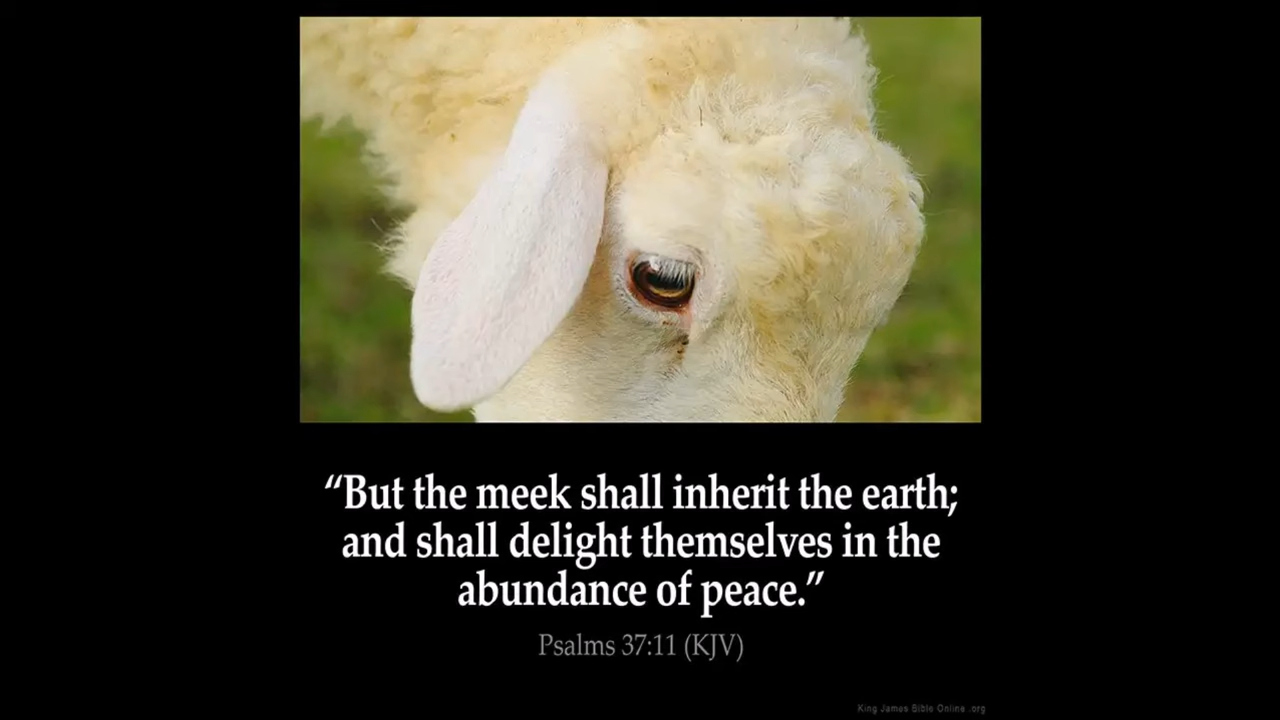 “But the meek shall inherit the earth;
and shall delight themselves in the
abundance of peace.”
Psalms 37:11 (KJV)
King James Bible Online .org